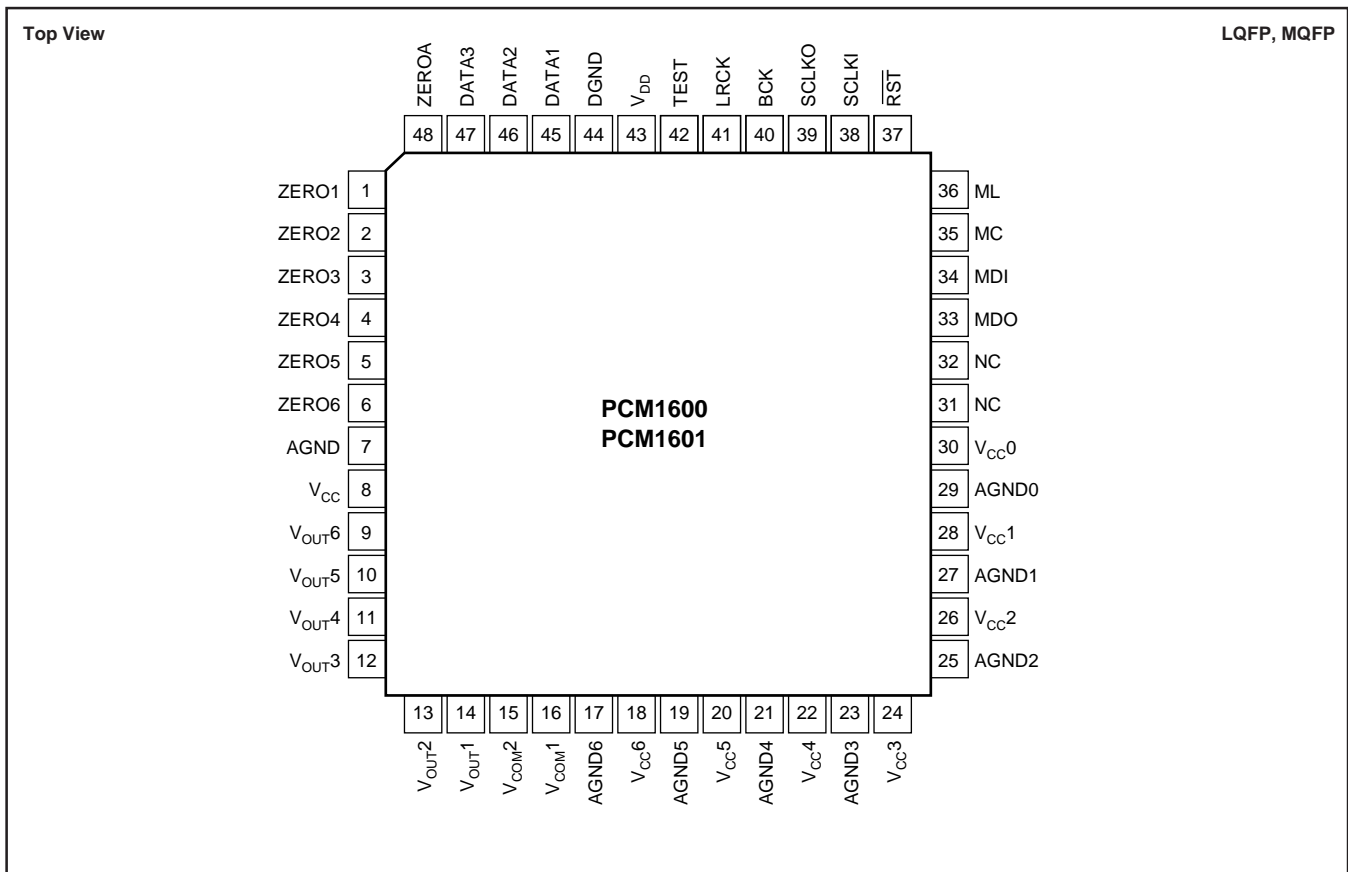 Top View
LQFP, MQFP
ZEROA
DATA3
DATA2
DATA1
DGND
VDD
TEST
LRCK
BCK
SCLKO
SCLKI
RST
48 47 46 45 44 43 42 41 40 39 38 37
ZERO1 1
ZERO2 2
ZERO3 3
ZERO4 4
ZERO5 5
ZERO6 6
AGND 7
VCC 8
VOUT6 9
VOUT5 10
VOUT4 11
VOUT3 12
PCM1600
PCM1601
36 ML
35 MC
34 MDI
33 MDO
32 NC
31 NC
30 VCC0
29 AGND0
28 VCC1
27 AGND1
26 VCC2
25 AGND2
13 14 15 16 17 18 19 20 21 22 23 24
VOUT2
VOUT1
VCOM2
VCOM1
AGND6
VCC6
AGND5
VCC5
AGND4
VCC4
AGND3
VCC3